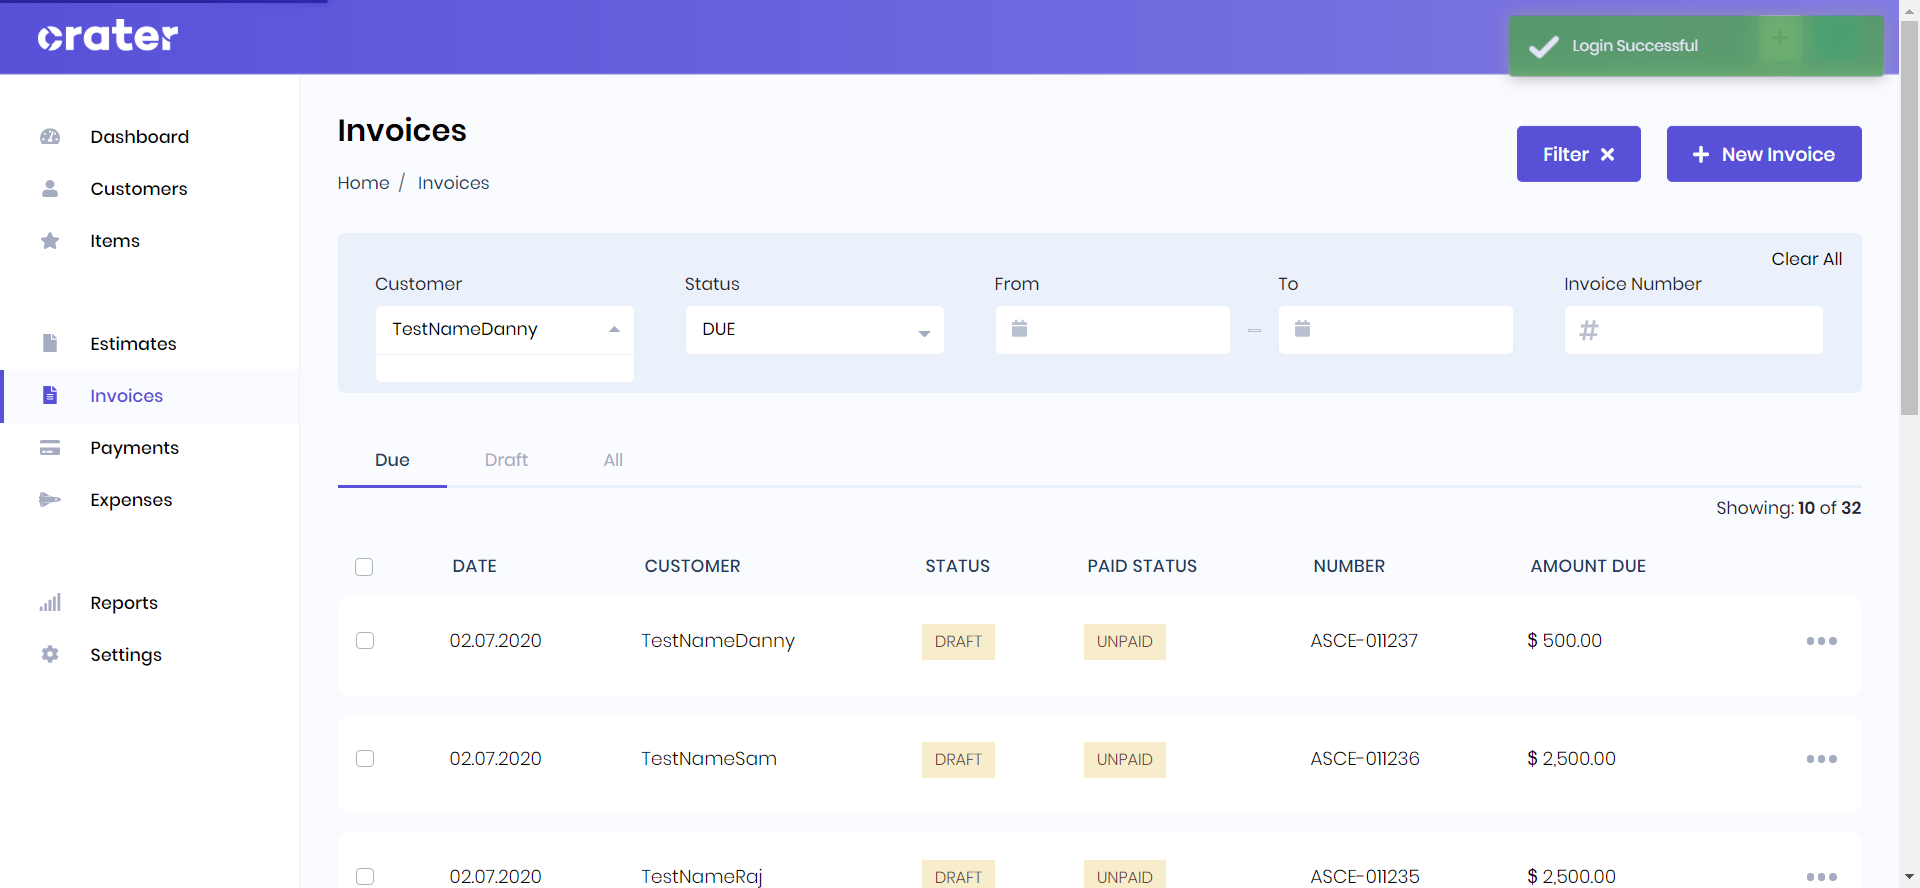 crater
Login Successful
Dashboard
Customers
Items
Estimates
Invoices
Payments
Expenses
Reports
Settings
Invoices
Home / Invoices
Filter
New Invoice
Clear All
Customer
Status
From
To
Invoice Number
TestNameDanny
DUE
#
Due
Draft
All
Showing: 10 of 32
DATE CUSTOMER STATUS PAID STATUS NUMBER AMOUNT DUE
02.07.2020 TestNameDanny DRAFT UNPAID ASCE-011237 $ 500.00
02.07.2020 TestNameSam DRAFT UNPAID ASCE-011236 $ 2,500.00
02.07.2020 TestNameRaj DRAFT UNPAID ASCE-011235 $ 2,500.00